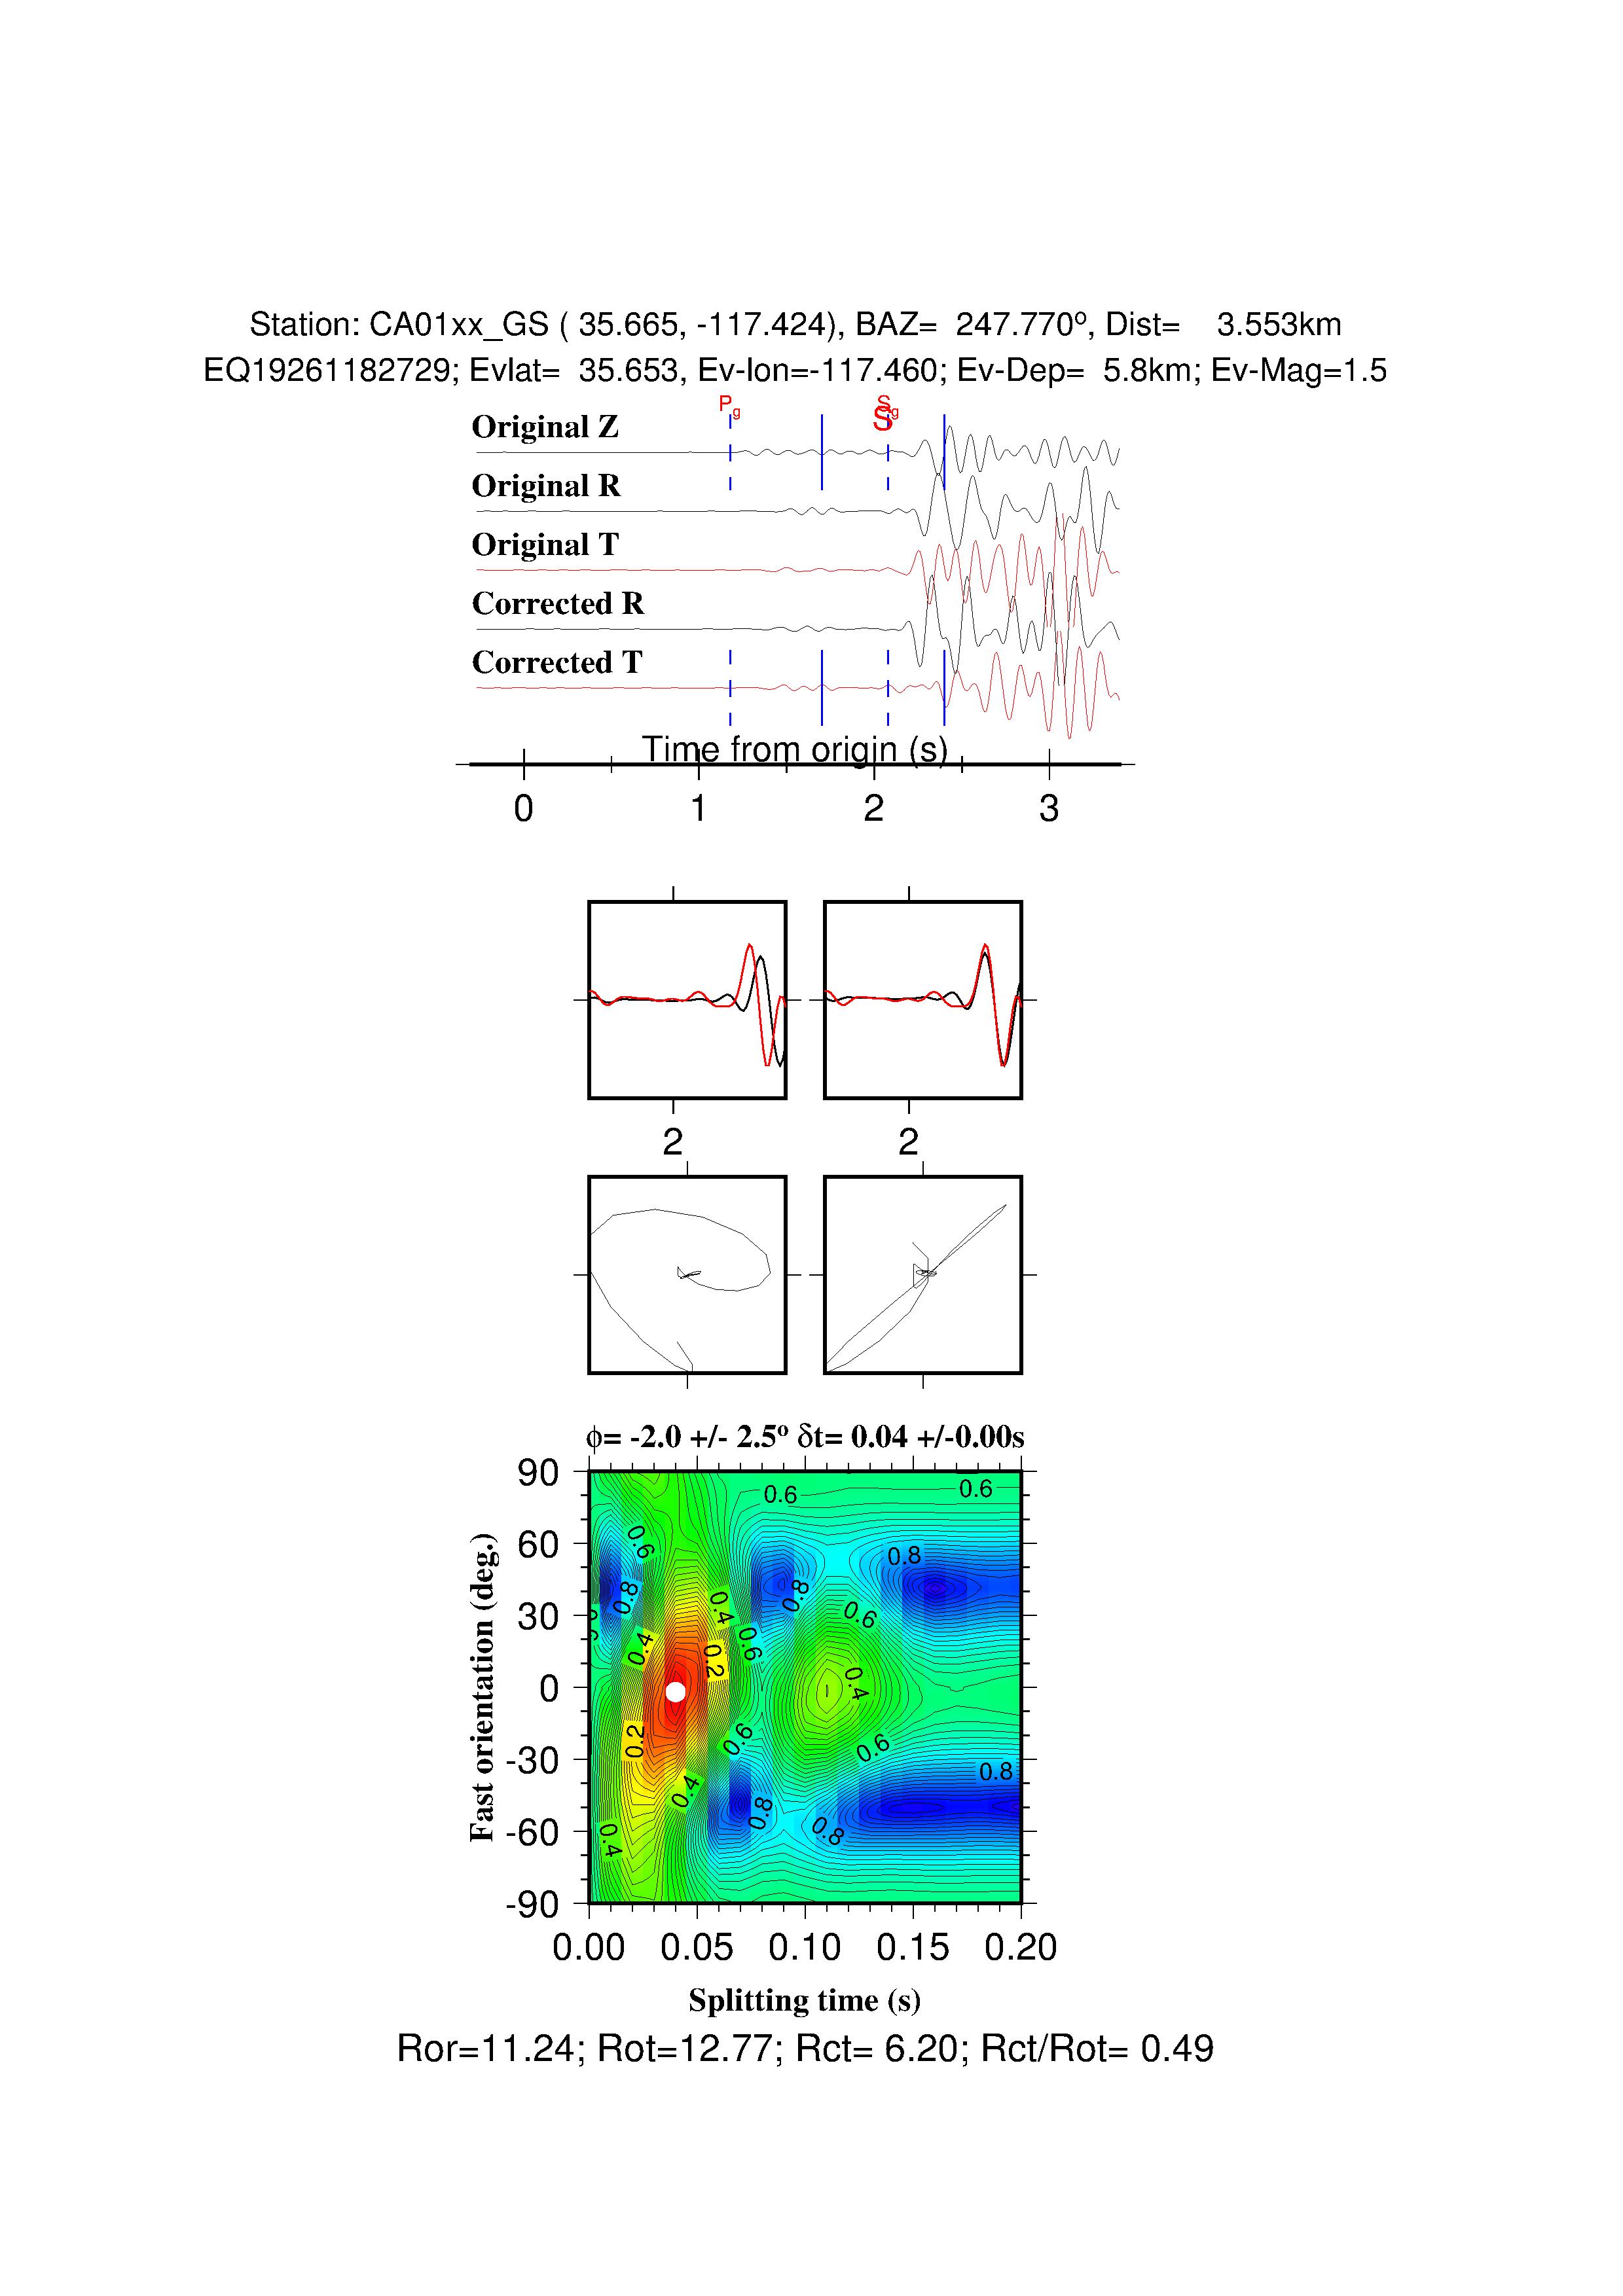 Station: CA01xx_GS ( 35.665, -117.424), BAZ= 247.770º, Dist= 3.553km
EQ19261182729; Evlat= 35.653, Ev-lon=-117.460; Ev-Dep= 5.8km; Ev-Mag=1.5
Pg Sg
S
Original Z
Original R
Original T
Corrected R
Corrected T
Time from origin (s)
0 1 2 3
2 2
ϕ= -2.0 +/- 2.5º δt= 0.04 +/-0.00s
90
60
30
0
-30
-60
-90
Fast orientation (deg.)
0.6 0.6
0.6 0.8
0.8 0.8
0.4 0.6
0.6
0.4 0.2
0.4
0.2 0.6 0.6
0.8
0.4
0.8 0.8
0.4
0.00 0.05 0.10 0.15 0.20
Splitting time (s)
Ror=11.24; Rot=12.77; Rct= 6.20; Rct/Rot= 0.49